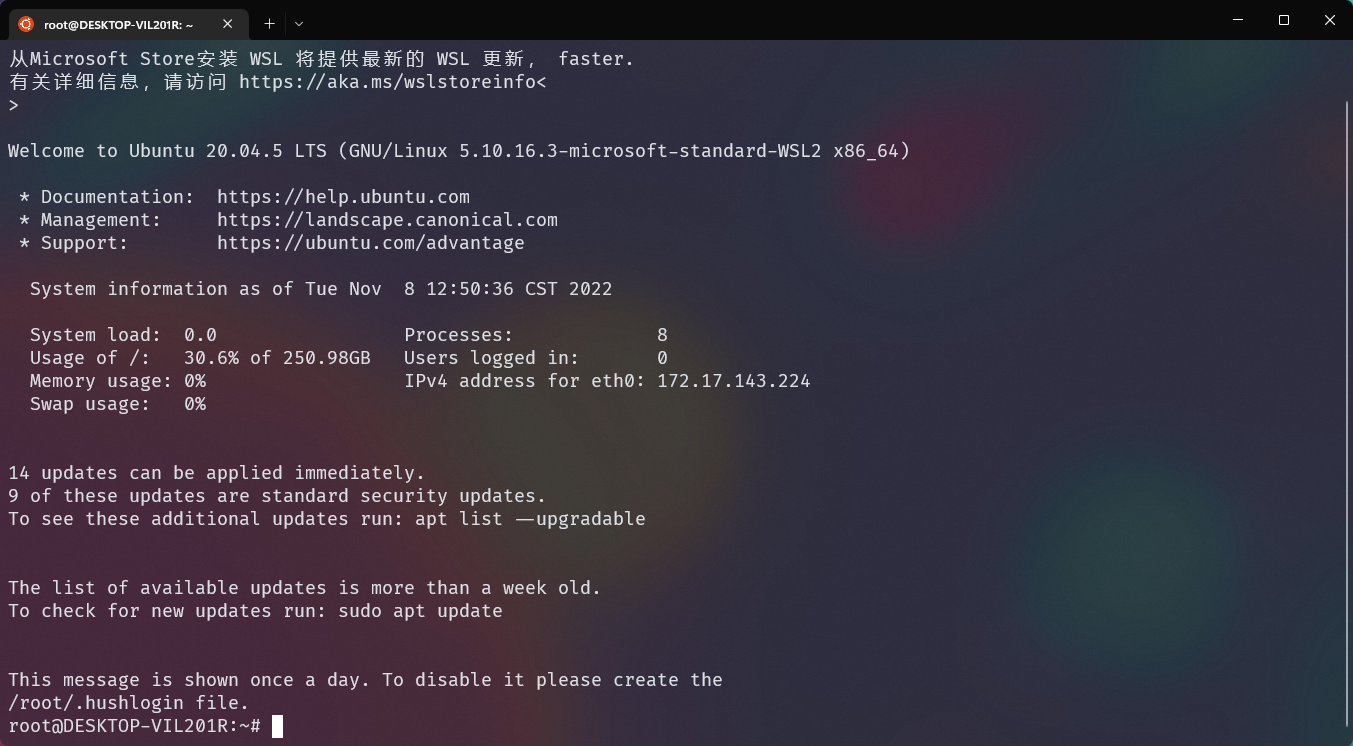 root@DESKTOP-VIL201R: ~
从Microsoft Store安装 WSL 将提供最新的 WSL 更新， faster.
有关详细信息，请访问 https://aka.ms/wslstoreinfo<
>
Welcome to Ubuntu 20.04.5 LTS (GNU/Linux 5.10.16.3-microsoft-standard-WSL2 x86_64)
* Documentation:  https://help.ubuntu.com
* Management:     https://landscape.canonical.com
* Support:        https://ubuntu.com/advantage
System information as of Tue Nov  8 12:50:36 CST 2022
System load:  0.0                 Processes:             8
Usage of /:   30.6% of 250.98GB   Users logged in:       0
Memory usage: 0%                  IPv4 address for eth0: 172.17.143.224
Swap usage:   0%
14 updates can be applied immediately.
9 of these updates are standard security updates.
To see these additional updates run: apt list --upgradable
The list of available updates is more than a week old.
To check for new updates run: sudo apt update
This message is shown once a day. To disable it please create the
/root/.hushlogin file.
root@DESKTOP-VIL201R:~#